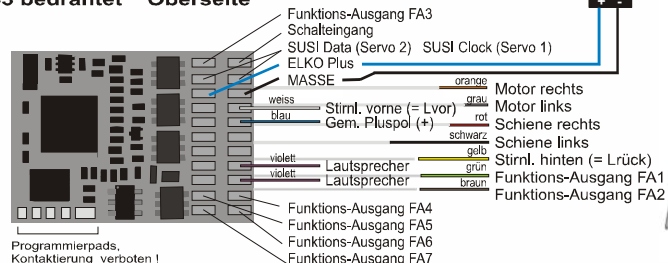 bedrahtet Oberseite
+ -
Funktions-Ausgang FA3
Schalteingang
SUSI Data (Servo 2) SUSI Clock (Servo 1)
ELKO Plus
MASSE
orange
Motor rechts
weiss
Stirnl. vorne (= Lvor)
grau
Motor links
blau
Gem. Pluspol (+)
rot
Schiene rechts
schwarz
Schiene links
gelb
Stirnl. hinten (= Lrück)
violett
Lautsprecher
grün
Funktions-Ausgang FA1
violett
Lautsprecher
braun
Funktions-Ausgang FA2
Funktions-Ausgang FA4
Funktions-Ausgang FA5
Funktions-Ausgang FA6
Funktions-Ausgang FA7
Programmierpads,
Kontaktierung verboten !